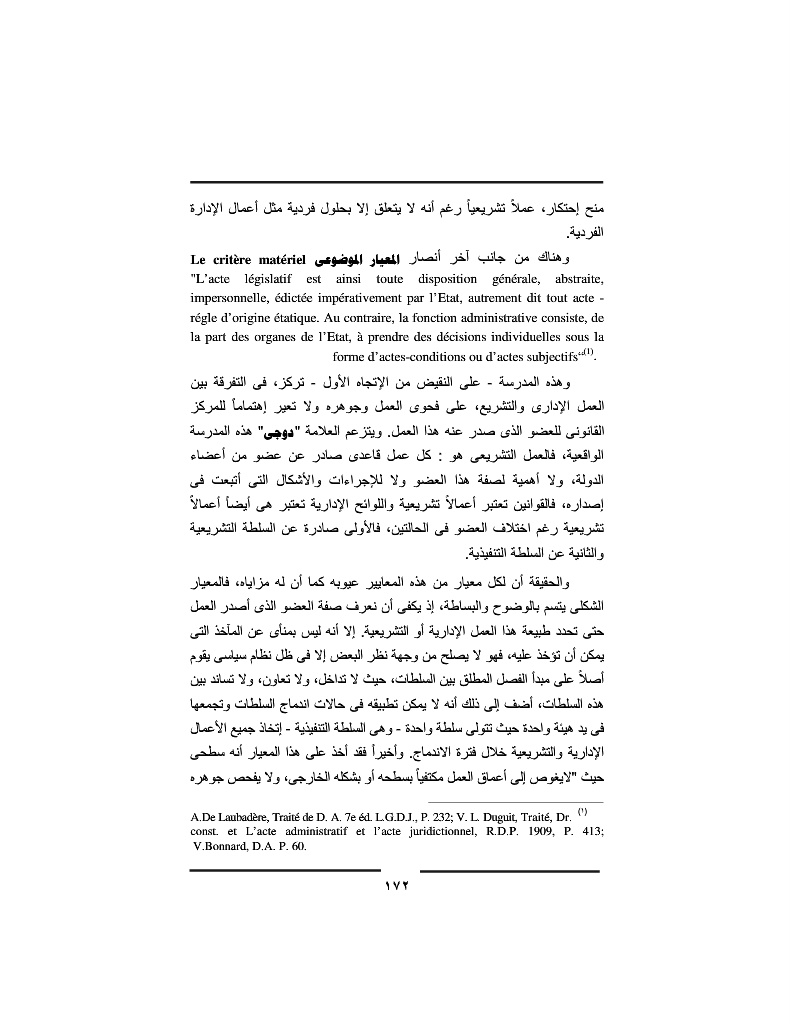 منح إحتكار، عملاً تشريعياً رغم أنه لا يتعلق إلا بحلول فردية مثل أعمال الإدارة
الفردية.
وهناك من جانب آخر أنصار المعيار الموضوعى Le critère matériel
"L’acte législatif est ainsi toute disposition générale, abstraite,
impersonnelle, édictée impérativement par l’Etat, autrement dit tout acte -
régle d’origine étatique. Au contraire, la fonction administrative consiste, de
la part des organes de l’Etat, à prendre des décisions individuelles sous la
forme d’actes-conditions ou d’actes subjectifs“(1).
وهذه المدرسة - على النقيض من الإتجاه الأول - تركز، فى التفرقة بين
العمل الإدارى والتشريع، على فحوى العمل وجوهره ولا تعير إهتماماً للمركز
القانونى للعضو الذى صدر عنه هذا العمل. ويتزعم العلامة "دوجى" هذه المدرسة
الواقعية، فالعمل التشريعى هو : كل عمل قاعدى صادر عن عضو من أعضاء
الدولة، ولا أهمية لصفة هذا العضو ولا للإجراءات والأشكال التى أتبعت فى
إصداره، فالقوانين تعتبر أعمالاً تشريعية واللوائح الإدارية تعتبر هى أيضاً أعمالاً
تشريعية رغم اختلاف العضو فى الحالتين، فالأولى صادرة عن السلطة التشريعية
والثانية عن السلطة التنفيذية.
والحقيقة أن لكل معيار من هذه المعايير عيوبه كما أن له مزاياه، فالمعيار
الشكلى يتسم بالوضوح والبساطة، إذ يكفى أن نعرف صفة العضو الذى أصدر العمل
حتى تحدد طبيعة هذا العمل الإدارية أو التشريعية. إلا أنه ليس بمنأى عن المآخذ التى
يمكن أن تؤخذ عليه، فهو لا يصلح من وجهة نظر البعض إلا فى ظل نظام سياسى يقوم
أصلاً على مبدأ الفصل المطلق بين السلطات، حيث لا تداخل، ولا تعاون، ولا تساند بين
هذه السلطات، أضف إلى ذلك أنه لا يمكن تطبيقه فى حالات اندماج السلطات وتجمعها
فى يد هيئة واحدة حيث تتولى سلطة واحدة - وهى السلطة التنفيذية - إتخاذ جميع الأعمال
الإدارية والتشريعية خلال فترة الاندماج. وأخيراً فقد أخذ على هذا المعيار أنه سطحى
حيث "لايغوص إلى أعماق العمل مكتفياً بسطحه أو بشكله الخارجى، ولا يفحص جوهره
A.De Laubadère, Traité de D. A. 7e éd. L.G.D.J., P. 232; V. L. Duguit, Traité, Dr. (١)
const. et L’acte administratif et l’acte juridictionnel, R.D.P. 1909, P. 413;
V.Bonnard, D.A. P. 60.
١٧٢